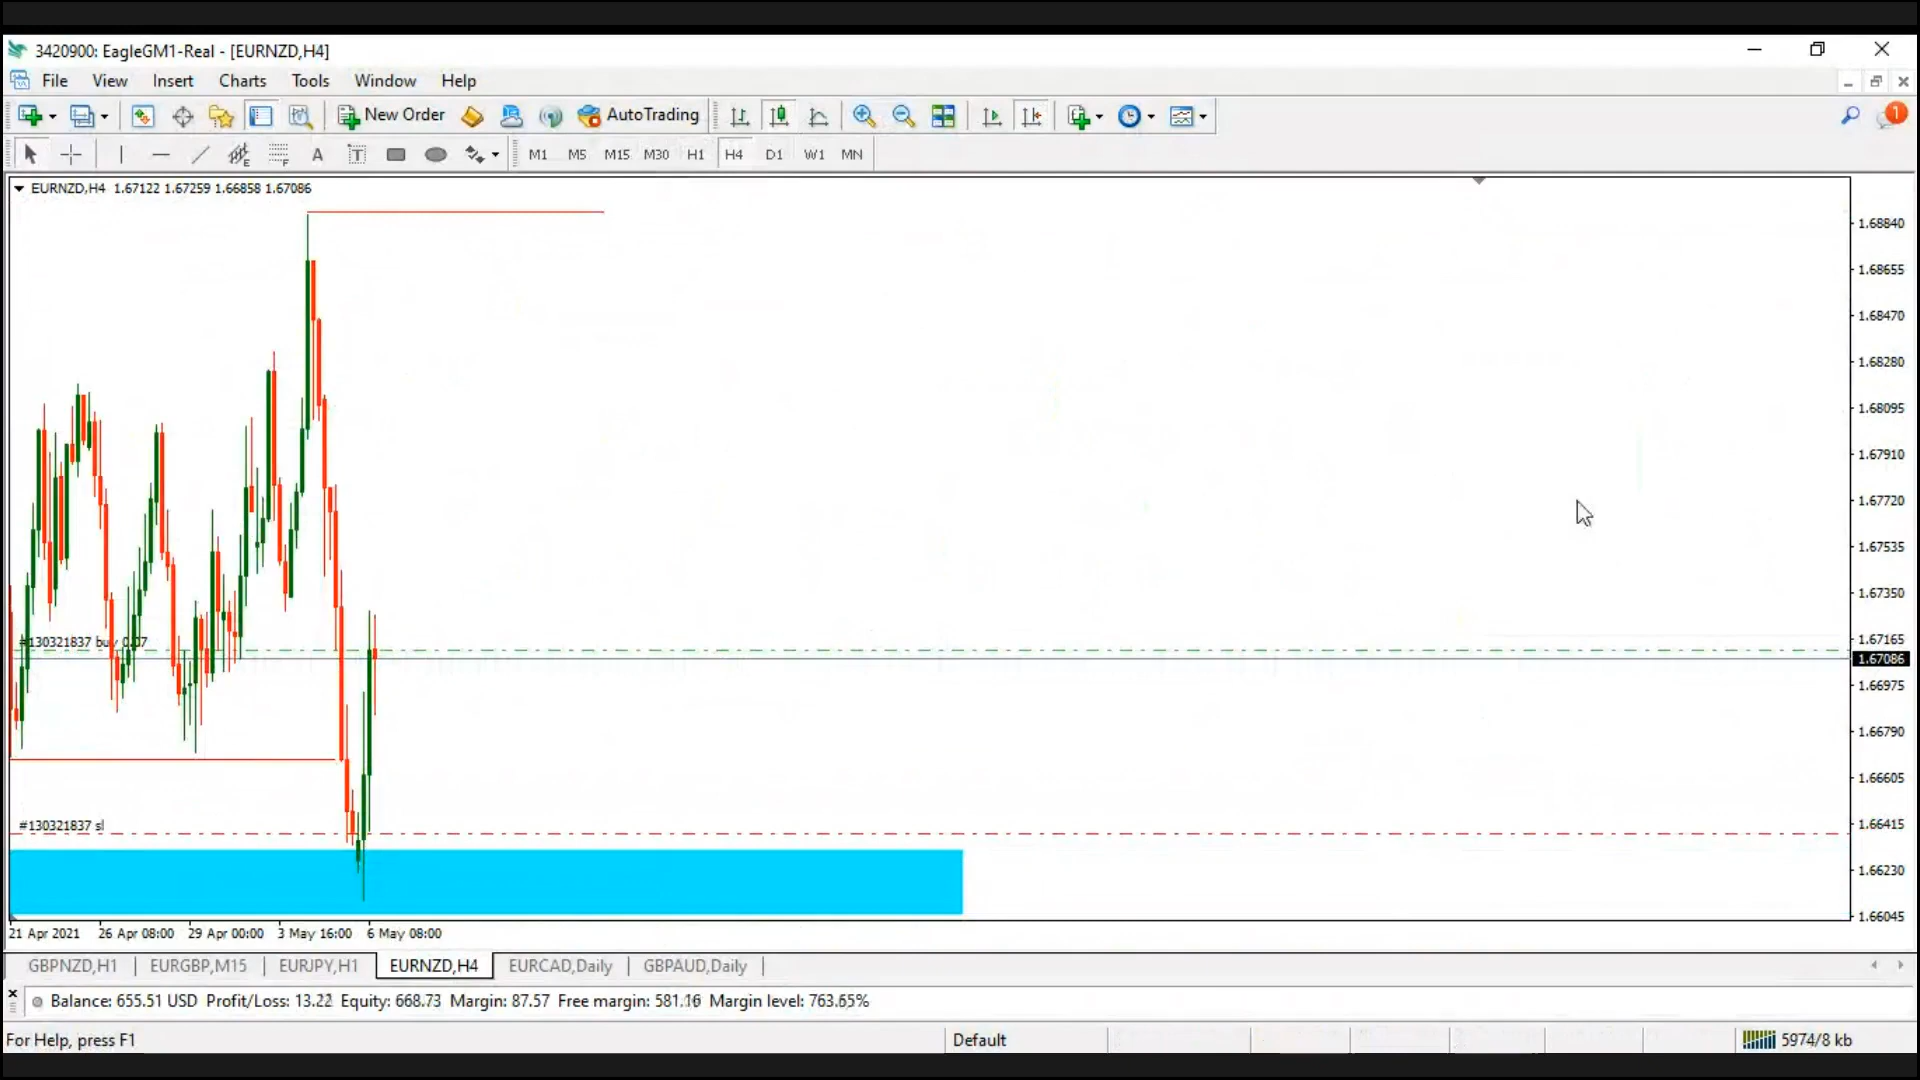 3420900: EagleGM1-Real - [EURNZD,H4]
File View Insert Charts Tools Window Help
New Order AutoTrading 1
A T M1 M5 M15 M30 H1 H4 D1 W1 MN
EURNZD,H4 1.67122 1.67259 1.66858 1.67086
1.68840
1.68655
1.68470
1.68280
1.68095
1.67910
1.67720
1.67535
1.67350
#130321837 buy 0.07
1.67165
1.67086
1.66975
1.66790
1.66605
#130321837 sl
1.66415
1.66230
1.66045
21 Apr 2021 26 Apr 08:00 29 Apr 00:00 3 May 16:00 6 May 08:00
GBPNZD,H1 EURGBP,M15 EURJPY,H1 EURNZD,H4 EURCAD,Daily GBPAUD,Daily
Balance: 655.51 USD Profit/Loss: 13.22 Equity: 668.73 Margin: 87.57 Free margin: 581.16 Margin level: 763.65%
For Help, press F1 Default 5974/8 kb